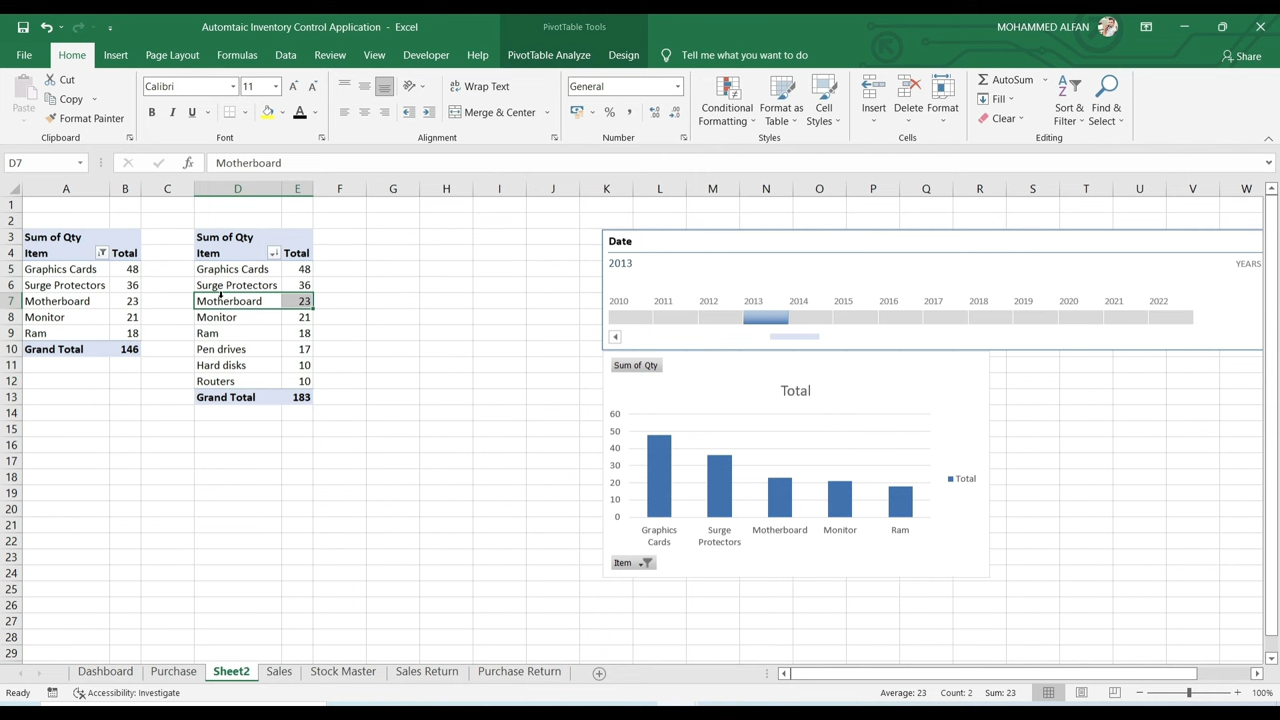 Automtaic Inventory Control Application - Excel
PivotTable Tools
MOHAMMED ALFAN
File Home Insert Page Layout Formulas Data Review View Developer Help PivotTable Analyze Design Tell me what you want to do Share
Paste
Cut
Copy
Format Painter
Clipboard
Calibri 11
B I U A
Font
Wrap Text
Merge & Center
Alignment
General
Number
Conditional Formatting
Format as Table
Cell Styles
Styles
Insert Delete Format
Cells
AutoSum
Fill
Clear
Sort & Filter
Find & Select
Editing
D7 fx Motherboard
A B C D E F G H I J K L M N O P Q R S T U V W
1
2
3 Sum of Qty Sum of Qty
4 Item Total Item Total
5 Graphics Cards 48 Graphics Cards 48
6 Surge Protectors 36 Surge Protectors 36
7 Motherboard 23 Motherboard 23
8 Monitor 21 Monitor 21
9 Ram 18 Ram 18
10 Grand Total 146 Pen drives 17
11 Hard disks 10
12 Routers 10
13 Grand Total 183
14
15
16
17
18
19
20
21
22
23
24
25
26
27
28
29
Date
2013 YEARS
2010 2011 2012 2013 2014 2015 2016 2017 2018 2019 2020 2021 2022
Sum of Qty
Total
60
50
40
30
20
10
0
Graphics Cards
Surge Protectors
Motherboard
Monitor
Ram
Total
Item
Dashboard Purchase Sheet2 Sales Stock Master Sales Return Purchase Return
Ready Accessibility: Investigate Average: 23 Count: 2 Sum: 23 100%